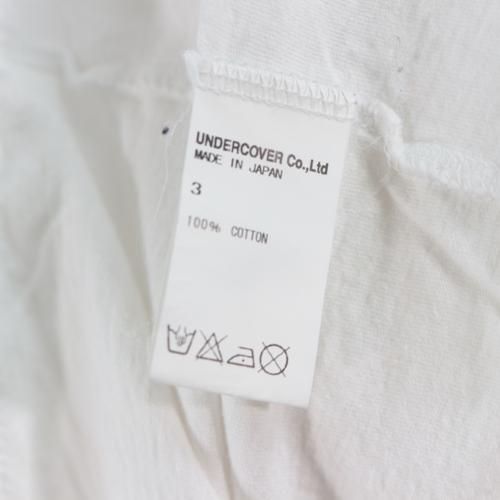 UNDERCOVER Co.,Ltd
MADE IN JAPAN
3
100% COTTON